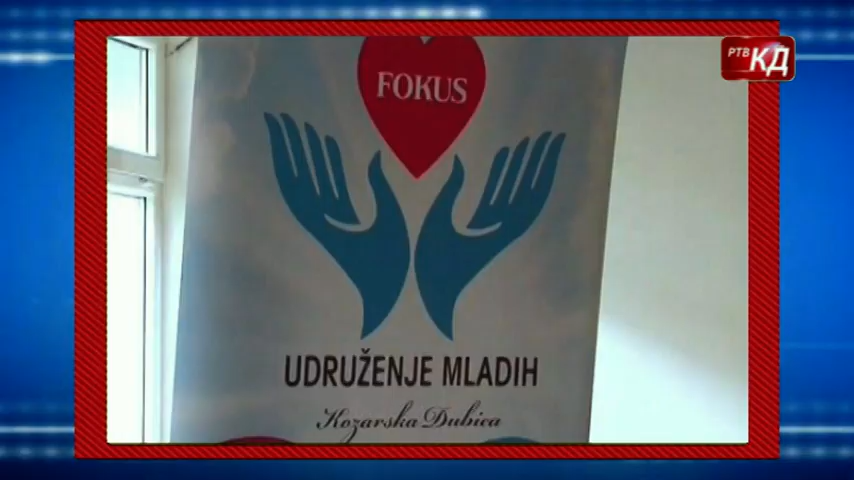 РТВ
КД
FOKUS
UDRUŽENJE MLADIH
Kozarska Dubica